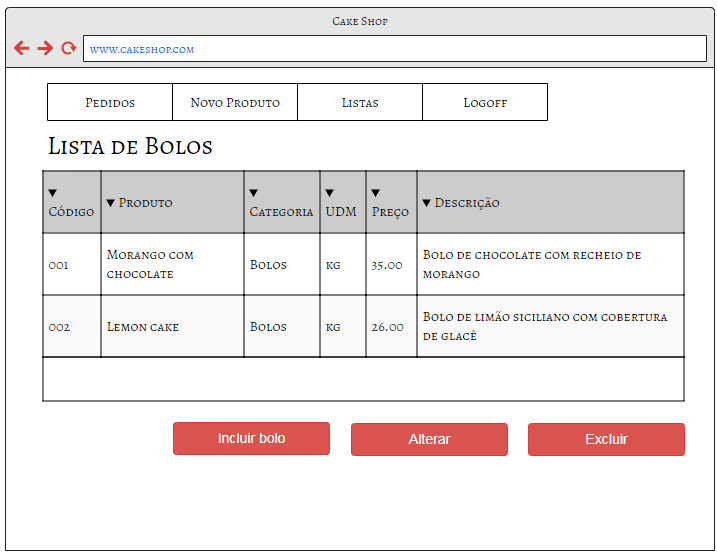 Cake Shop
www.cakeshop.com
Pedidos Novo Produto Listas Logoff
Lista de Bolos
▼ Código ▼ Produto ▼ Categoria ▼ UDM ▼ Preço ▼ Descrição
001 Morango com chocolate Bolos kg 35.00 Bolo de chocolate com recheio de morango
002 Lemon cake Bolos kg 26.00 Bolo de limão siciliano com cobertura de glacê
Incluir bolo Alterar Excluir